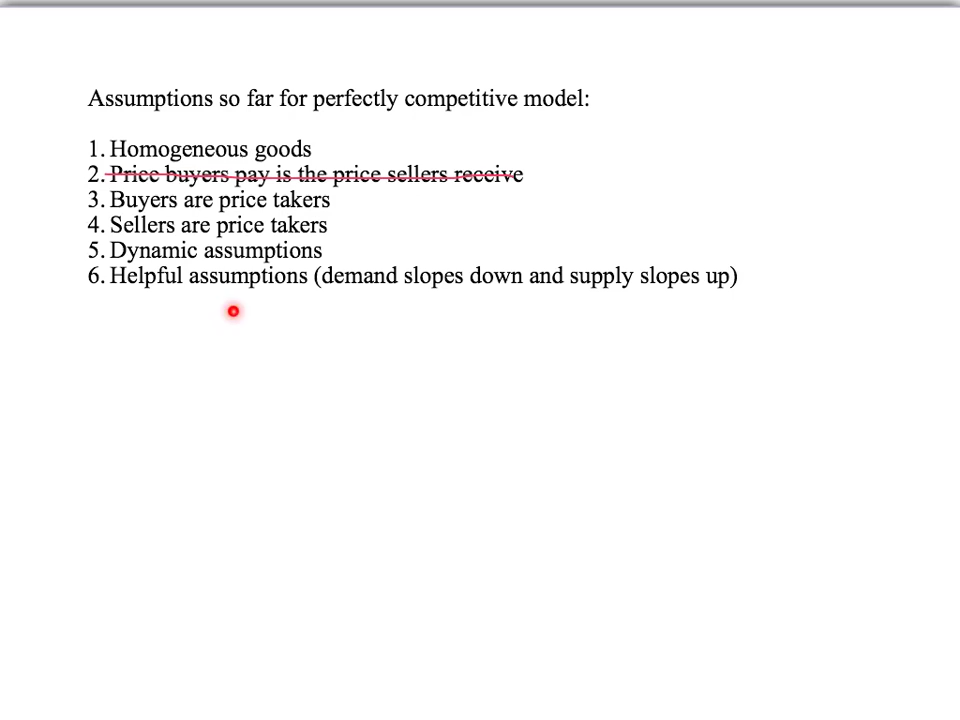 Assumptions so far for perfectly competitive model:
1. Homogeneous goods
2. Price buyers pay is the price sellers receive
3. Buyers are price takers
4. Sellers are price takers
5. Dynamic assumptions
6. Helpful assumptions (demand slopes down and supply slopes up)